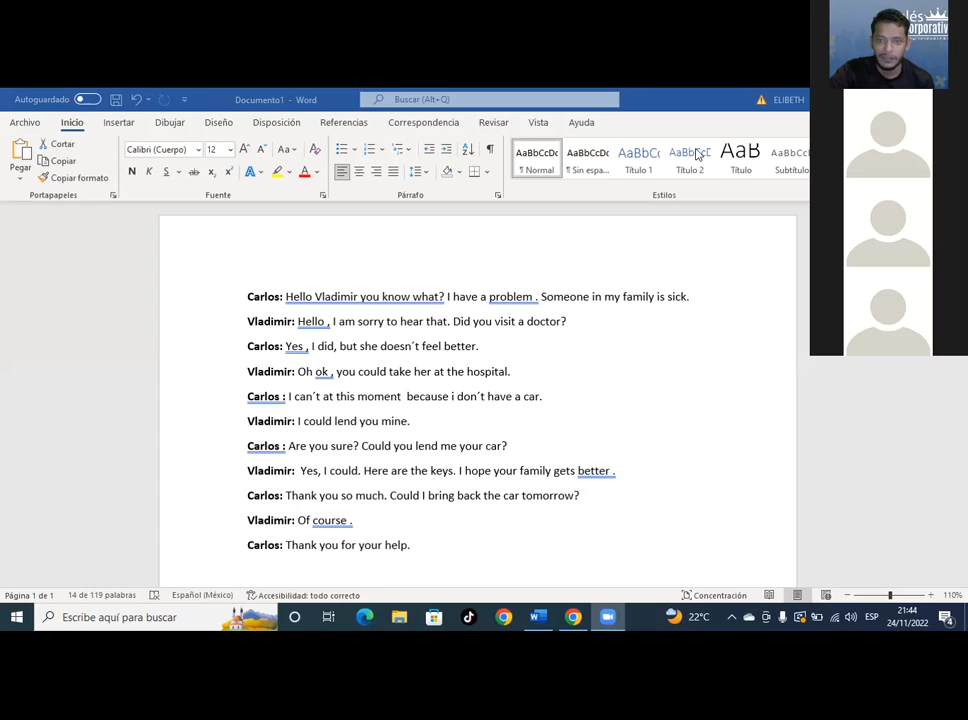 lés
corporativ
Autoguardado
Documento1 - Word
Buscar (Alt+Q)
ELIBETH
Archivo Inicio Insertar Dibujar Diseño Disposición Referencias Correspondencia Revisar Vista Ayuda
Pegar
Cortar
Copiar
Copiar formato
Calibri (Cuerpo) 12
Portapapeles Fuente Párrafo Estilos
AaBbCcDc AaBbCcDc AaBbCc AaBbCcD AaB AaBbCcD
¶ Normal ¶ Sin espa... Título 1 Título 2 Título Subtítulo
Carlos: Hello Vladimir you know what? I have a problem . Someone in my family is sick.
Vladimir: Hello , I am sorry to hear that. Did you visit a doctor?
Carlos: Yes , I did, but she doesn´t feel better.
Vladimir: Oh ok , you could take her at the hospital.
Carlos : I can´t at this moment  because i don´t have a car.
Vladimir: I could lend you mine.
Carlos : Are you sure? Could you lend me your car?
Vladimir:  Yes, I could. Here are the keys. I hope your family gets better .
Carlos: Thank you so much. Could I bring back the car tomorrow?
Vladimir: Of course .
Carlos: Thank you for your help.
Página 1 de 1 14 de 119 palabras Español (México) Accesibilidad: todo correcto Concentración 110%
Escribe aquí para buscar
22°C
ESP
21:44
24/11/2022
4